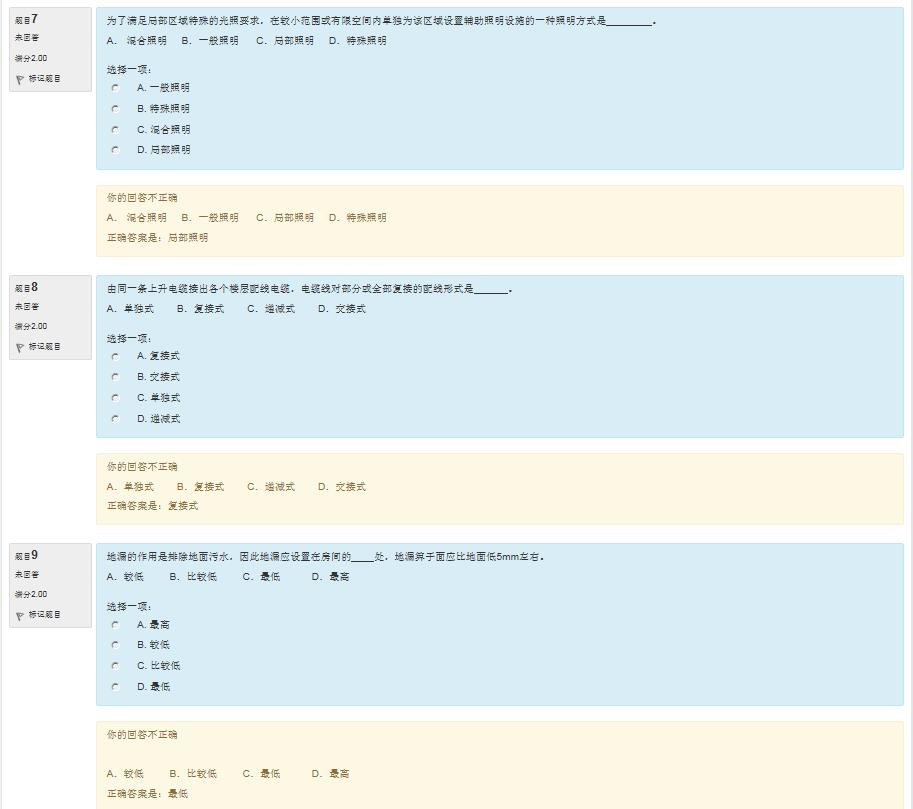 题目7
未回答
满分2.00
标记题目
为了满足局部区域特殊的光照要求，在较小范围或有限空间内单独为该区域设置辅助照明设施的一种照明方式是_________。
A． 混合照明 B．一般照明 C．局部照明 D．特殊照明
选择一项：
A. 一般照明
B. 特殊照明
C. 混合照明
D. 局部照明
你的回答不正确
A． 混合照明 B．一般照明 C．局部照明 D．特殊照明
正确答案是：局部照明
题目8
未回答
满分2.00
标记题目
由同一条上升电缆接出各个楼层配线电缆，电缆线对部分或全部复接的配线形式是_______。
A．单独式 B．复接式 C．递减式 D．交接式
选择一项：
A. 复接式
B. 交接式
C. 单独式
D. 递减式
你的回答不正确
A．单独式 B．复接式 C．递减式 D．交接式
正确答案是：复接式
题目9
未回答
满分2.00
标记题目
地漏的作用是排除地面污水，因此地漏应设置在房间的____处，地漏箅子面应比地面低5mm左右。
A．较低 B．比较低 C．最低 D．最高
选择一项：
A. 最高
B. 较低
C. 比较低
D. 最低
你的回答不正确
A．较低 B．比较低 C．最低 D．最高
正确答案是：最低